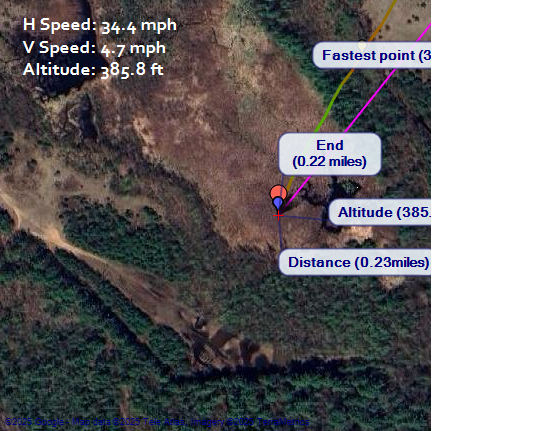 H Speed: 34.4 mph
V Speed: 4.7 mph
Altitude: 385.8 ft
Fastest point (3
End
(0.22 miles)
Altitude (385.
Distance (0.23miles)